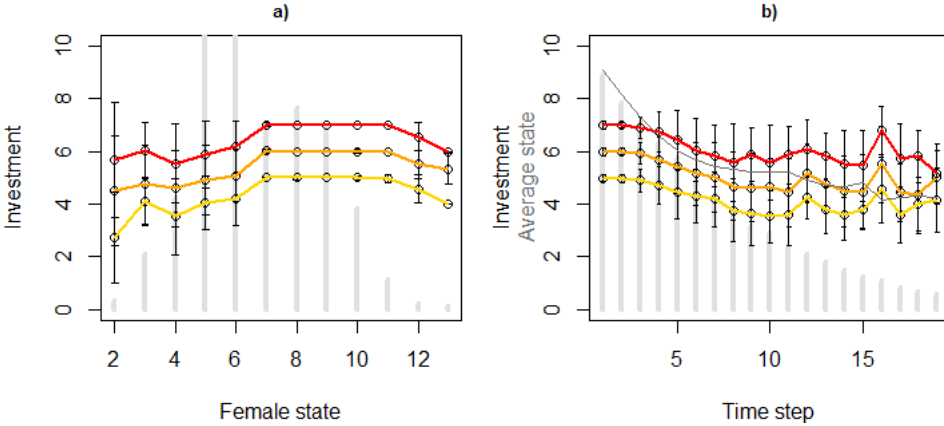 a)
Investment
10
8
6
4
2
0
2 4 6 8 10 12
Female state
b)
Investment
Average state
10
8
6
4
2
0
5 10 15
Time step